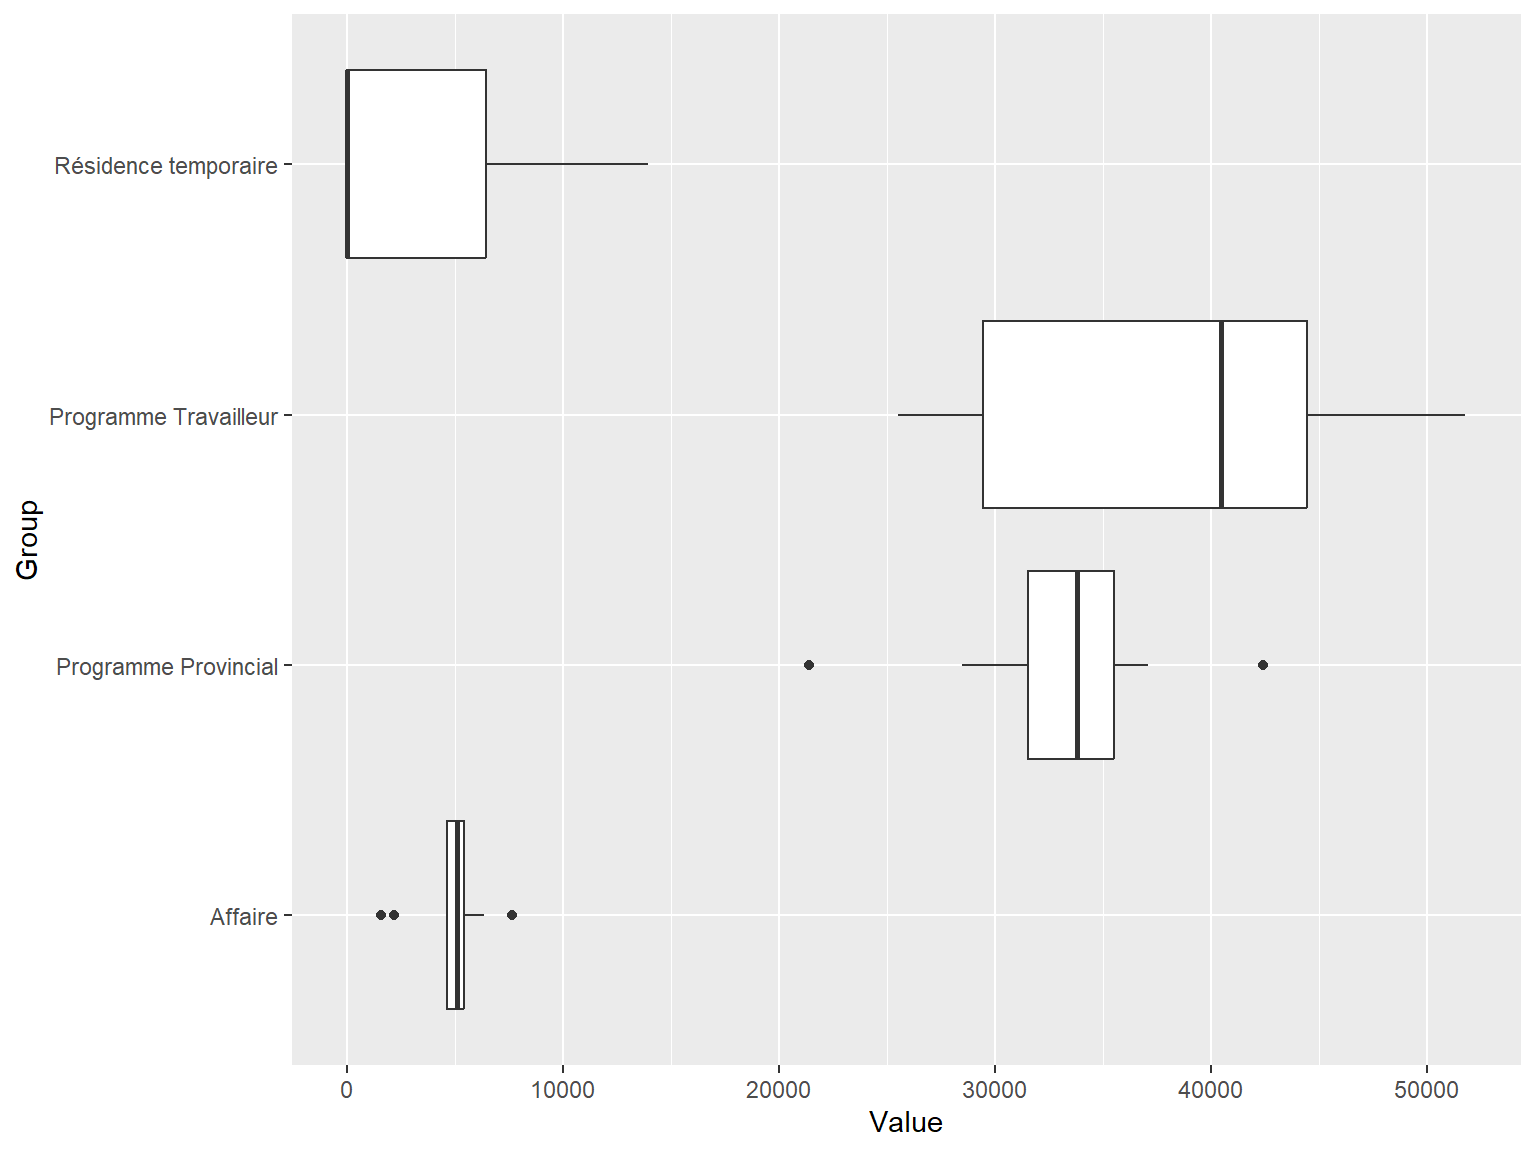 Résidence temporaire
Programme Travailleur
Programme Provincial
Affaire
Group
0 10000 20000 30000 40000 50000
Value